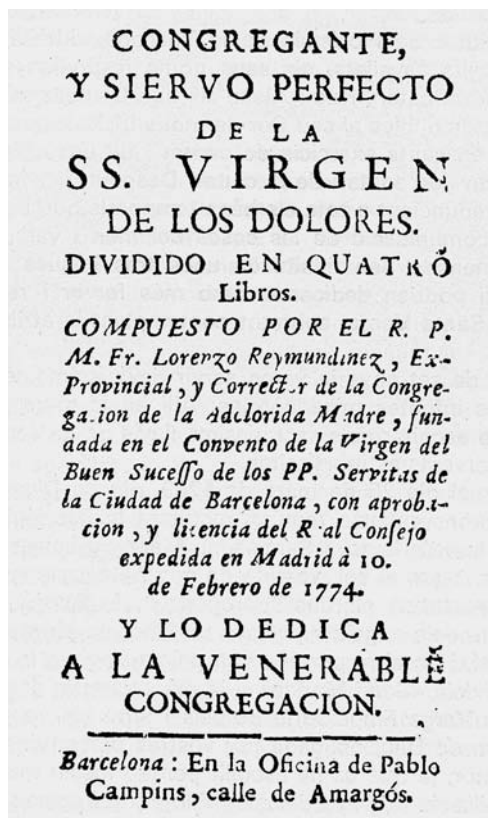 CONGREGANTE,
Y SIERVO PERFECTO
DE LA
SS. VIRGEN
DE LOS DOLORES.
DIVIDIDO EN QUATRO
Libros.
COMPUESTO POR EL R. P.
M. Fr. Lorenzo Reymundinez, Ex-
Provincial, y Correct.r de la Congre-
ga.ion de la Adolorida Madre, fun-
dada en el Convento de la Virgen del
Buen Sucesso de los PP. Servitas de
la Ciudad de Barcelona, con aproba-
cion, y licencia del R.al Consejo
expedida en Madrid à 10.
de Febrero de 1774.
Y LO DEDICA
A LA VENERABLE
CONGREGACION.
Barcelona: En la Oficina de Pablo
Campins, calle de Amargós.